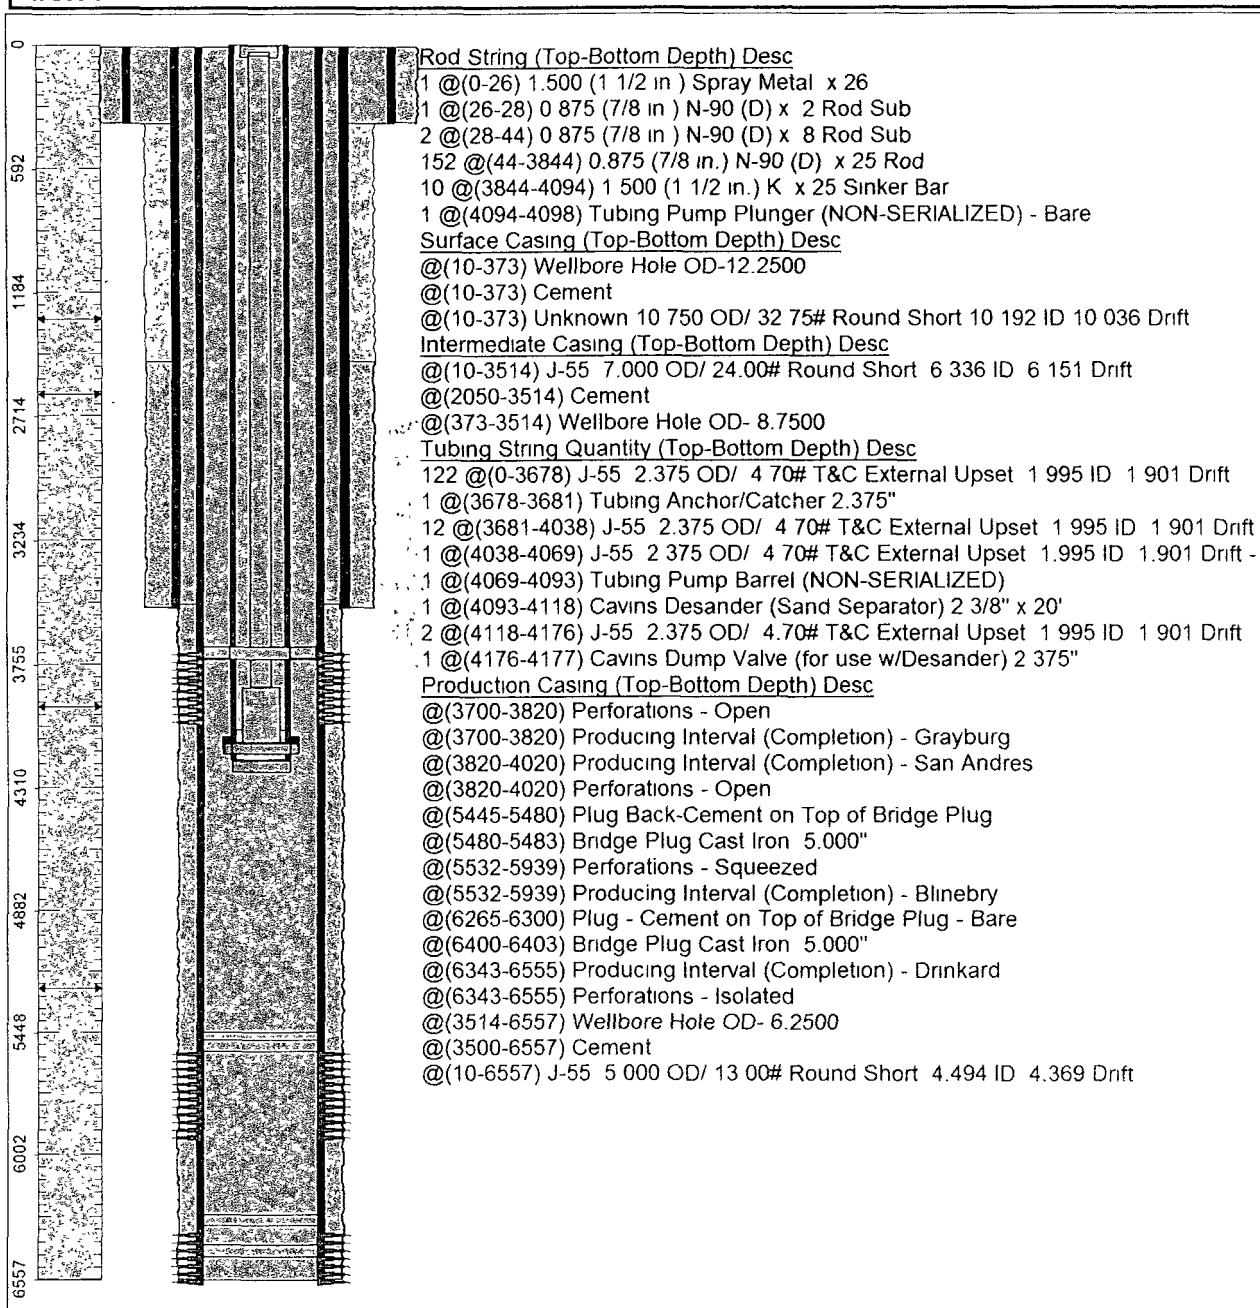 0
592
1184
2714
3234
3755
4310
4882
5448
6002
6557
Rod String (Top-Bottom Depth) Desc
1 @(0-26) 1.500 (1 1/2 in ) Spray Metal x 26
1 @(26-28) 0 875 (7/8 in ) N-90 (D) x 2 Rod Sub
2 @(28-44) 0 875 (7/8 in ) N-90 (D) x 8 Rod Sub
152 @(44-3844) 0.875 (7/8 in.) N-90 (D) x 25 Rod
10 @(3844-4094) 1 500 (1 1/2 in.) K x 25 Sinker Bar
1 @(4094-4098) Tubing Pump Plunger (NON-SERIALIZED) - Bare
Surface Casing (Top-Bottom Depth) Desc
@(10-373) Wellbore Hole OD-12.2500
@(10-373) Cement
@(10-373) Unknown 10 750 OD/ 32 75# Round Short 10 192 ID 10 036 Drift
Intermediate Casing (Top-Bottom Depth) Desc
@(10-3514) J-55 7.000 OD/ 24.00# Round Short 6 336 ID 6 151 Drift
@(2050-3514) Cement
@(373-3514) Wellbore Hole OD- 8.7500
Tubing String Quantity (Top-Bottom Depth) Desc
122 @(0-3678) J-55 2.375 OD/ 4 70# T&C External Upset 1 995 ID 1 901 Drift
1 @(3678-3681) Tubing Anchor/Catcher 2.375"
12 @(3681-4038) J-55 2.375 OD/ 4 70# T&C External Upset 1 995 ID 1 901 Drift
1 @(4038-4069) J-55 2 375 OD/ 4 70# T&C External Upset 1.995 ID 1.901 Drift -
1 @(4069-4093) Tubing Pump Barrel (NON-SERIALIZED)
1 @(4093-4118) Cavins Desander (Sand Separator) 2 3/8" x 20'
2 @(4118-4176) J-55 2.375 OD/ 4.70# T&C External Upset 1 995 ID 1 901 Drift
1 @(4176-4177) Cavins Dump Valve (for use w/Desander) 2 375"
Production Casing (Top-Bottom Depth) Desc
@(3700-3820) Perforations - Open
@(3700-3820) Producing Interval (Completion) - Grayburg
@(3820-4020) Producing Interval (Completion) - San Andres
@(3820-4020) Perforations - Open
@(5445-5480) Plug Back-Cement on Top of Bridge Plug
@(5480-5483) Bridge Plug Cast Iron 5.000"
@(5532-5939) Perforations - Squeezed
@(5532-5939) Producing Interval (Completion) - Blinebry
@(6265-6300) Plug - Cement on Top of Bridge Plug - Bare
@(6400-6403) Bridge Plug Cast Iron 5.000"
@(6343-6555) Producing Interval (Completion) - Drinkard
@(6343-6555) Perforations - Isolated
@(3514-6557) Wellbore Hole OD- 6.2500
@(3500-6557) Cement
@(10-6557) J-55 5 000 OD/ 13 00# Round Short 4.494 ID 4.369 Drift